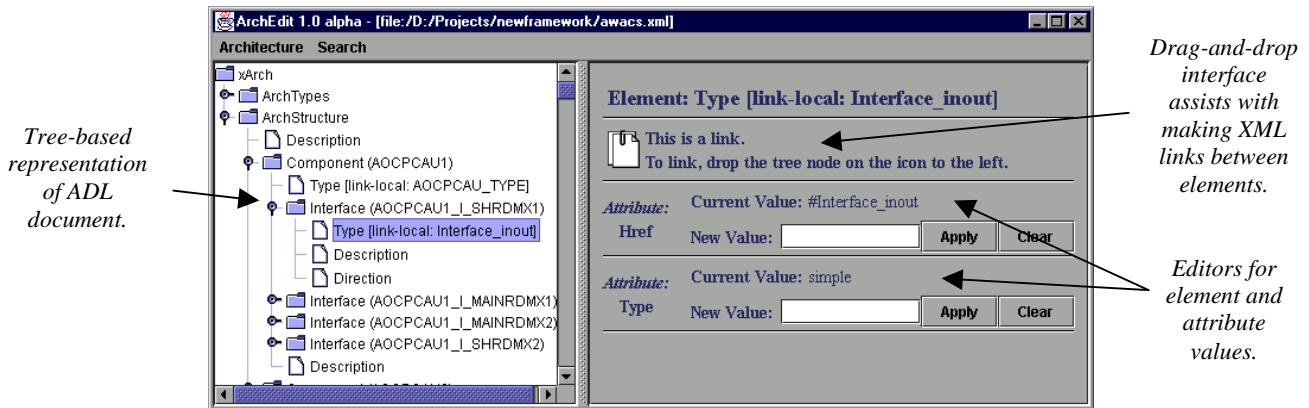 ArchEdit 1.0 alpha - [file:/D:/Projects/newframework/awacs.xml]
Architecture Search
xArch
ArchTypes
ArchStructure
Description
Component (AOCPCAU1)
Type [link-local: AOCPCAU_TYPE]
Interface (AOCPCAU1_I_SHRDMX1)
Type [link-local: Interface_inout]
Description
Direction
Interface (AOCPCAU1_I_MAINRDMX1)
Interface (AOCPCAU1_I_MAINRDMX2)
Interface (AOCPCAU1_I_SHRDMX2)
Description
Element: Type [link-local: Interface_inout]
This is a link.
To link, drop the tree node on the icon to the left.
Attribute:
Href
Current Value: #Interface_inout
New Value:
Apply
Clear
Attribute:
Type
Current Value: simple
New Value:
Apply
Clear
Tree-based
representation
of ADL
document.
Drag-and-drop
interface
assists with
making XML
links between
elements.
Editors for
element and
attribute
values.